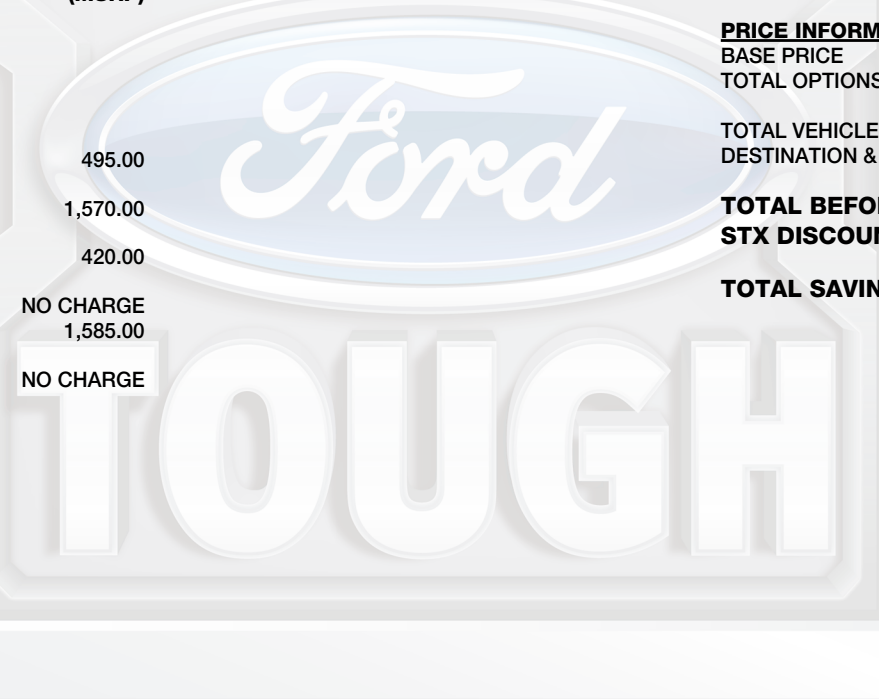 (MSRP)
495.00
1,570.00
420.00
NO CHARGE
1,585.00
NO CHARGE
PRICE INFORM
BASE PRICE
TOTAL OPTIONS
TOTAL VEHICLE
DESTINATION &
TOTAL BEFO
STX DISCOUN
TOTAL SAVIN
Ford
TOUGH